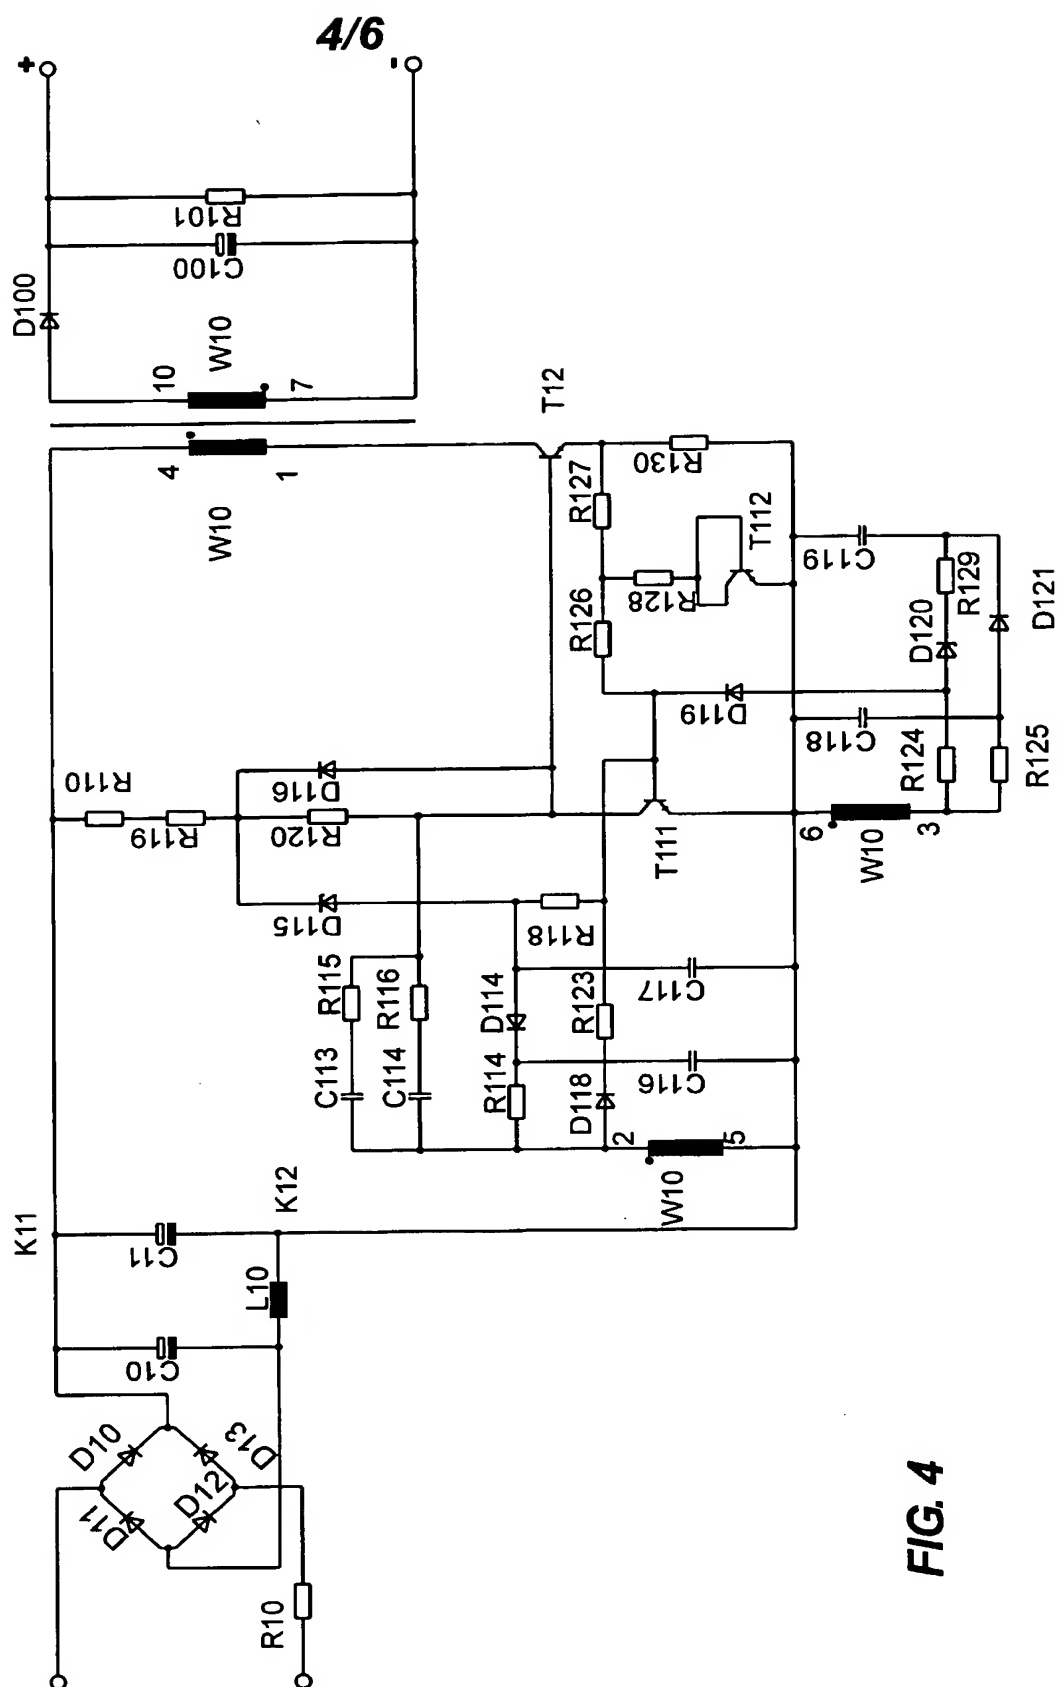 4/6
+
-
D100
C100
R101
W10
10
7
4
1
W10
T12
R110
R119
D116
R120
D115
R127
R130
R126
R128
T112
D119
T111
C119
R129
D120
D121
C118
R124
R125
6
3
W10
R115
R116
C113
C114
D114
R118
R114
R123
D118
C117
C116
2
5
W10
K11
K12
C11
L10
C10
D10
D13
D11
D12
R10
FIG. 4